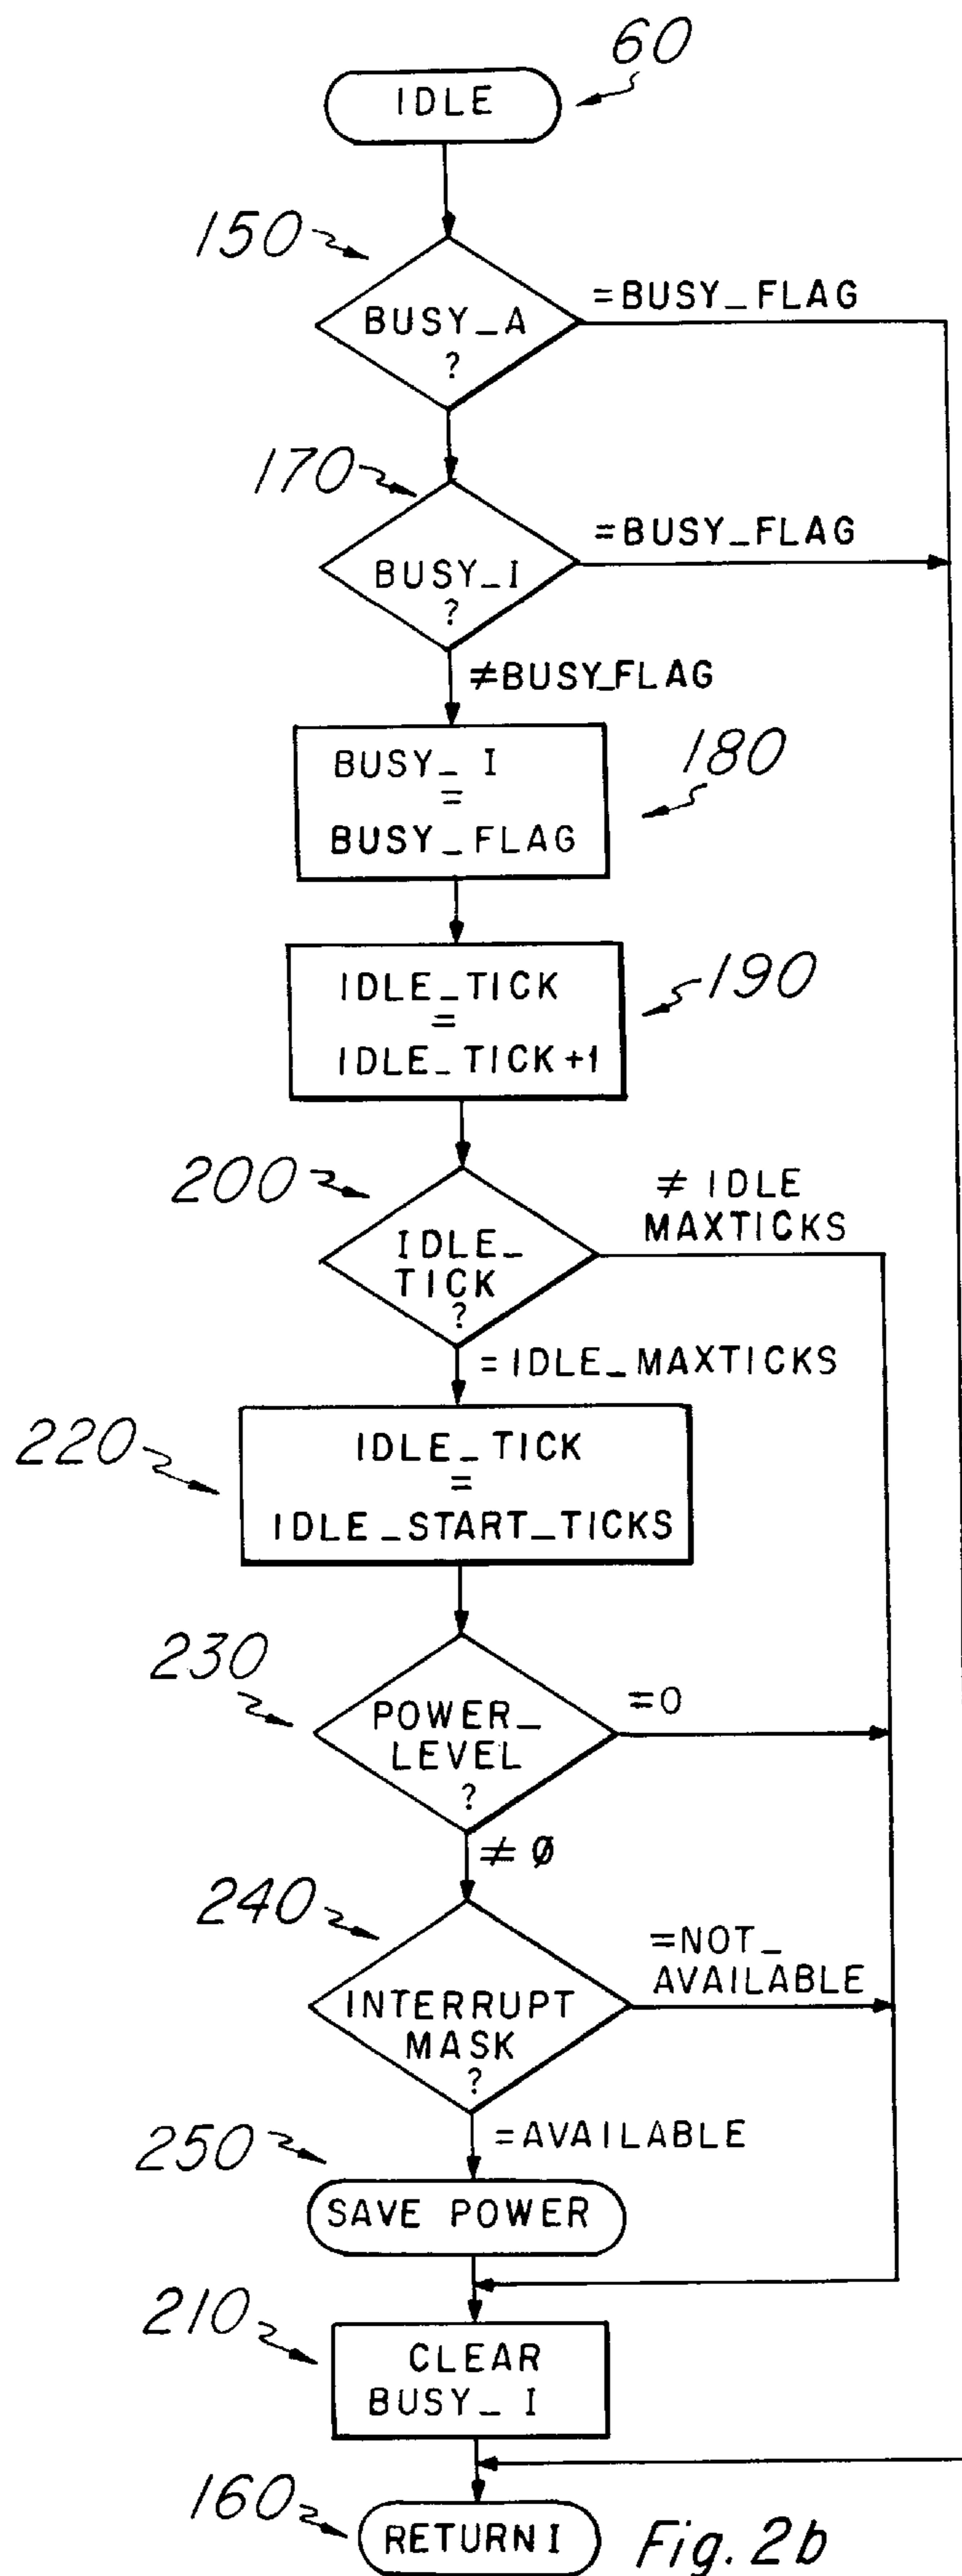 60
IDLE
150
=BUSY_FLAG
BUSY_A
?
170
=BUSY_FLAG
BUSY_I
?
≠BUSY_FLAG
BUSY_ I
=
BUSY_FLAG
180
IDLE_TICK
=
IDLE_TICK+1
190
200
≠ IDLE
MAXTICKS
IDLE_
TICK
?
=IDLE_MAXTICKS
220
IDLE_TICK
=
IDLE_START_TICKS
230
=0
POWER_
LEVEL
?
≠ Ø
240
=NOT_
AVAILABLE
INTERRUPT
MASK
?
=AVAILABLE
250
SAVE POWER
210
CLEAR
BUSY_ I
160
RETURN I
Fig. 2b